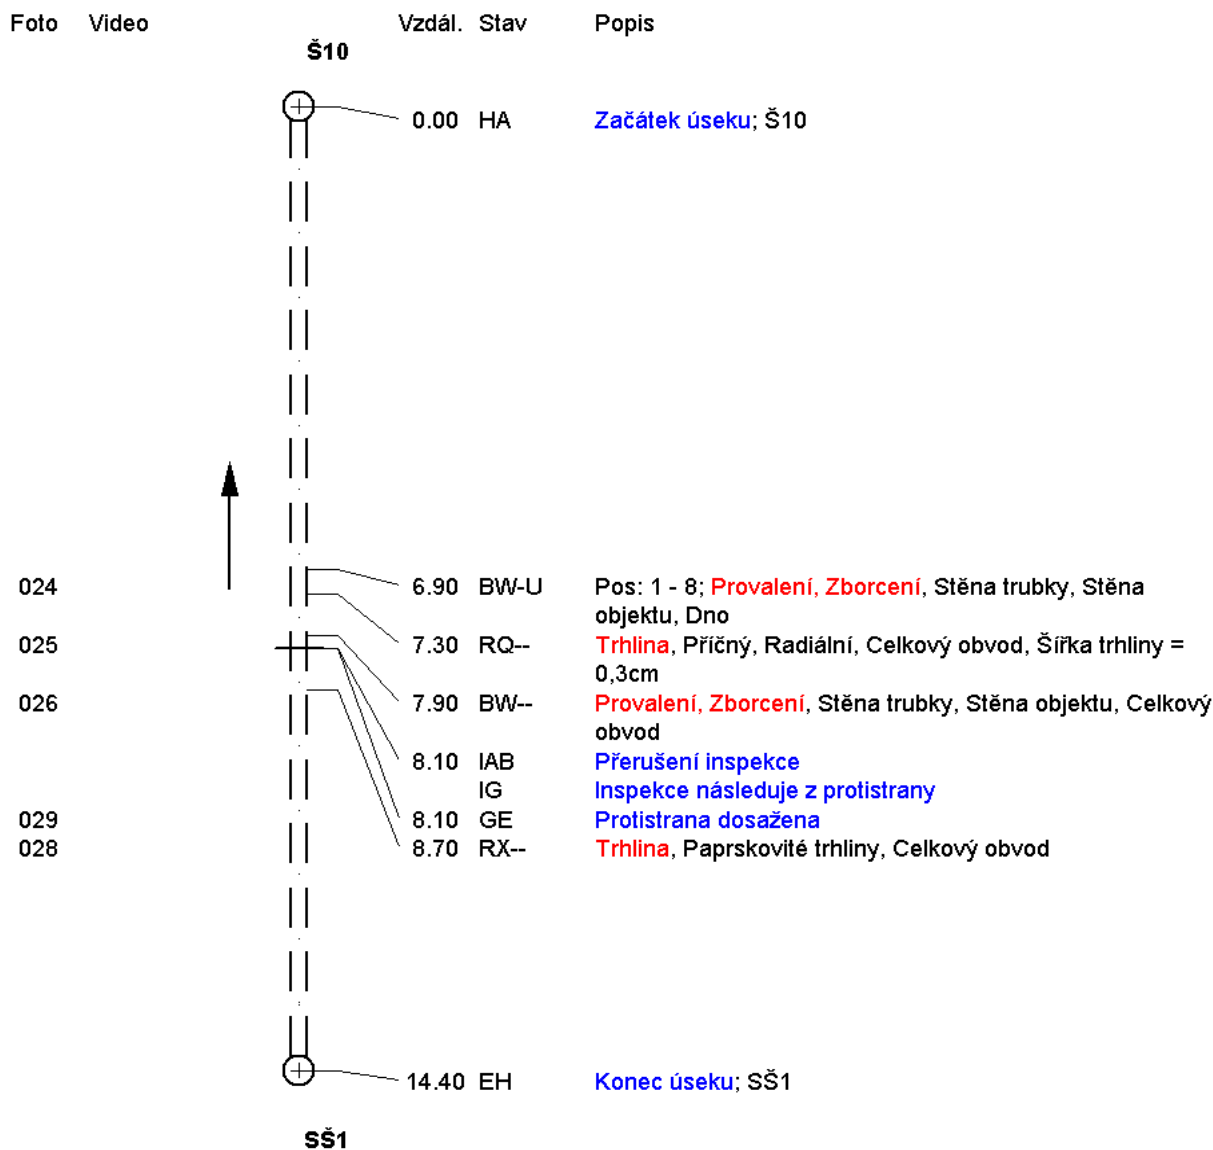 Foto Video Vzdál. Stav Popis
Š10
0.00 HA Začátek úseku; Š10
024 6.90 BW-U Pos: 1 - 8; Provalení, Zborcení, Stěna trubky, Stěna
objektu, Dno
025 7.30 RQ-- Trhlina, Příčný, Radiální, Celkový obvod, Šířka trhliny =
0,3cm
026 7.90 BW-- Provalení, Zborcení, Stěna trubky, Stěna objektu, Celkový
obvod
8.10 IAB Přerušení inspekce
IG Inspekce následuje z protistrany
029 8.10 GE Protistrana dosažena
028 8.70 RX-- Trhlina, Paprskovité trhliny, Celkový obvod
14.40 EH Konec úseku; SŠ1
SŠ1